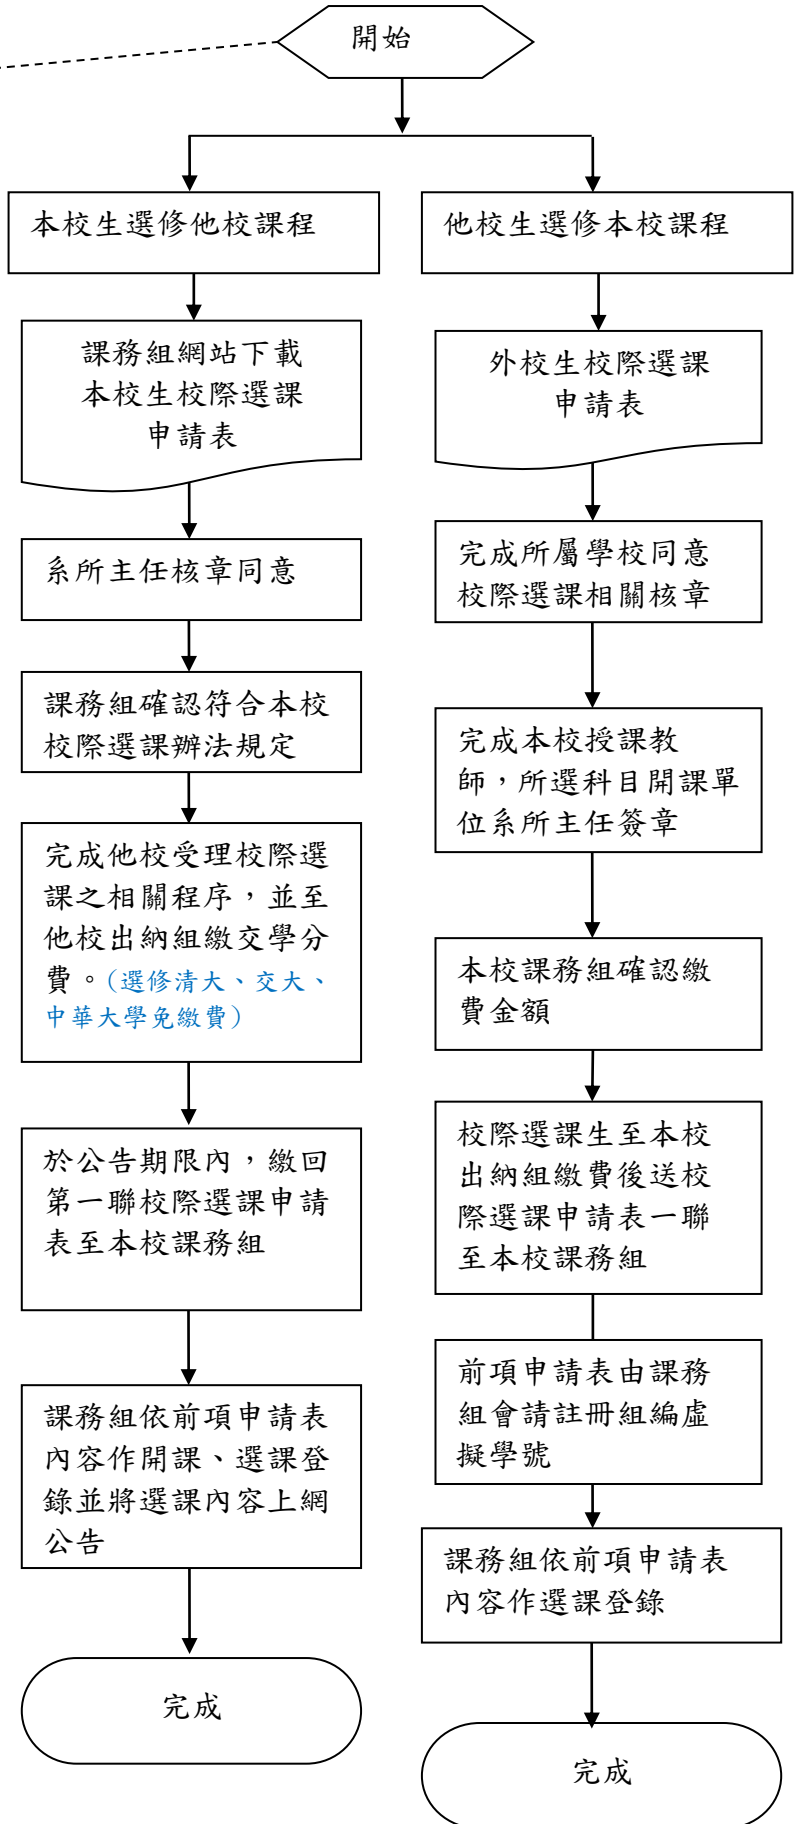 開始
本校生選修他校課程
課務組網站下載
本校生校際選課
申請表
系所主任核章同意
課務組確認符合本校
校際選課辦法規定
完成他校受理校際選
課之相關程序，並至
他校出納組繳交學分
費。(選修清大、交大、
中華大學免繳費)
於公告期限內，繳回
第一聯校際選課申請
表至本校課務組
課務組依前項申請表
內容作開課、選課登
錄並將選課內容上網
公告
完成
他校生選修本校課程
外校生校際選課
申請表
完成所屬學校同意
校際選課相關核章
完成本校授課教
師，所選科目開課單
位系所主任簽章
本校課務組確認繳
費金額
校際選課生至本校
出納組繳費後送校
際選課申請表一聯
至本校課務組
前項申請表由課務
組會請註冊組編虛
擬學號
課務組依前項申請表
內容作選課登錄
完成